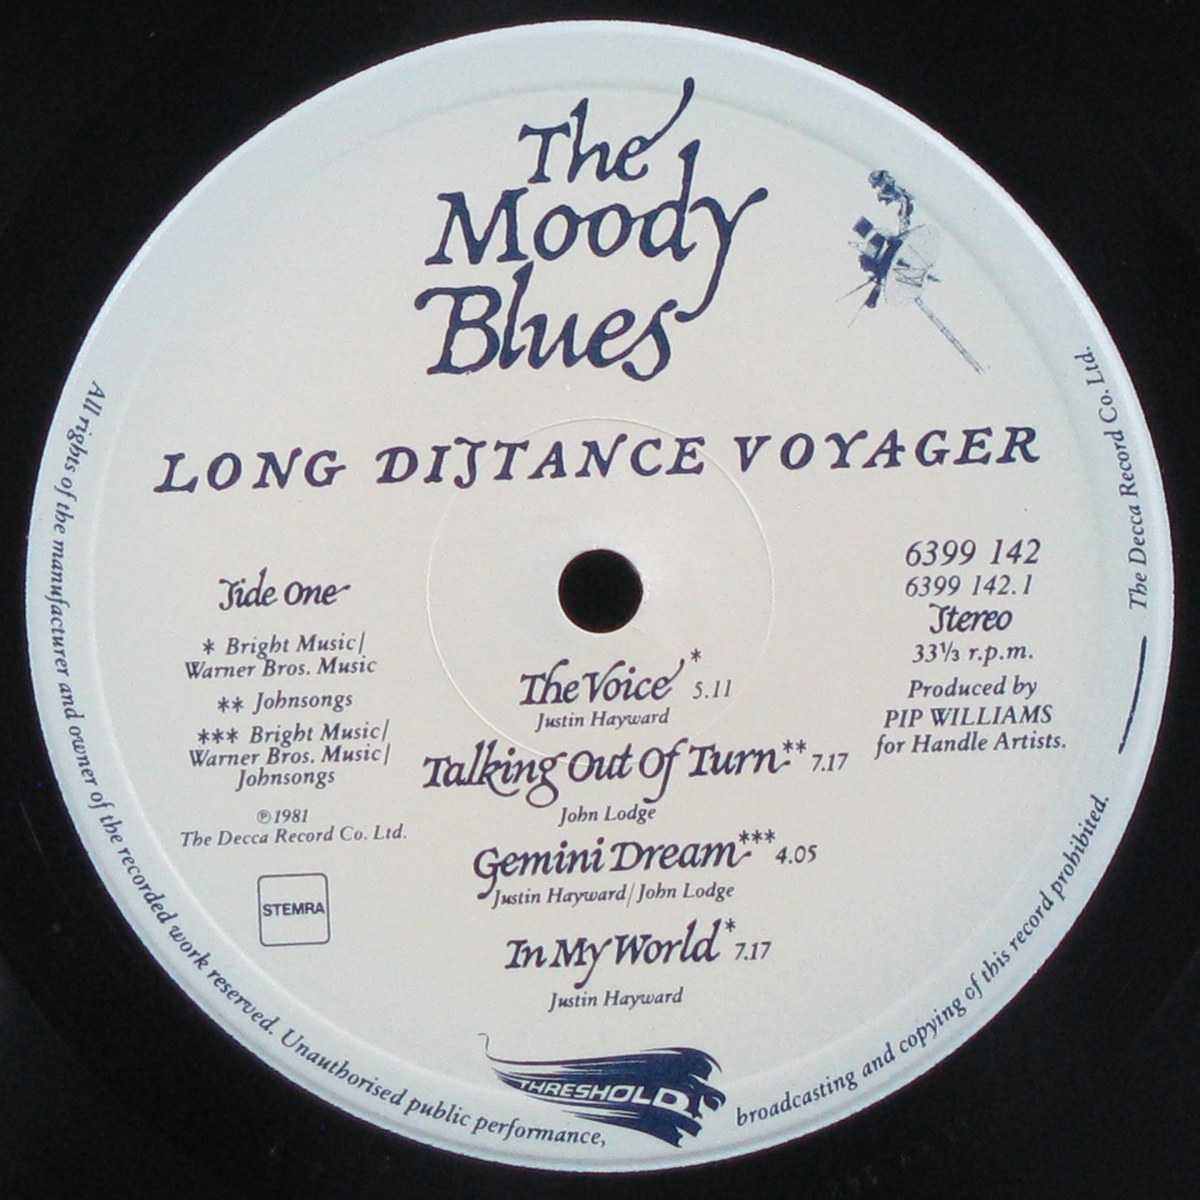 The
Moody
Blues
LONG DISTANCE VOYAGER
Side One
* Bright Music/
Warner Bros. Music
** Johnsongs
*** Bright Music/
Warner Bros. Music/
Johnsongs
℗ 1981
The Decca Record Co. Ltd.
STEMRA
6399 142
6399 142.1
Stereo
33⅓ r.p.m.
Produced by
PIP WILLIAMS
for Handle Artists.
The Voice* 5.11
Justin Hayward
Talking Out Of Turn** 7.17
John Lodge
Gemini Dream*** 4.05
Justin Hayward/John Lodge
In My World* 7.17
Justin Hayward
THRESHOLD
All rights of the manufacturer and owner of the recorded work reserved. Unauthorised public performance, broadcasting and copying of this record prohibited.
The Decca Record Co. Ltd.